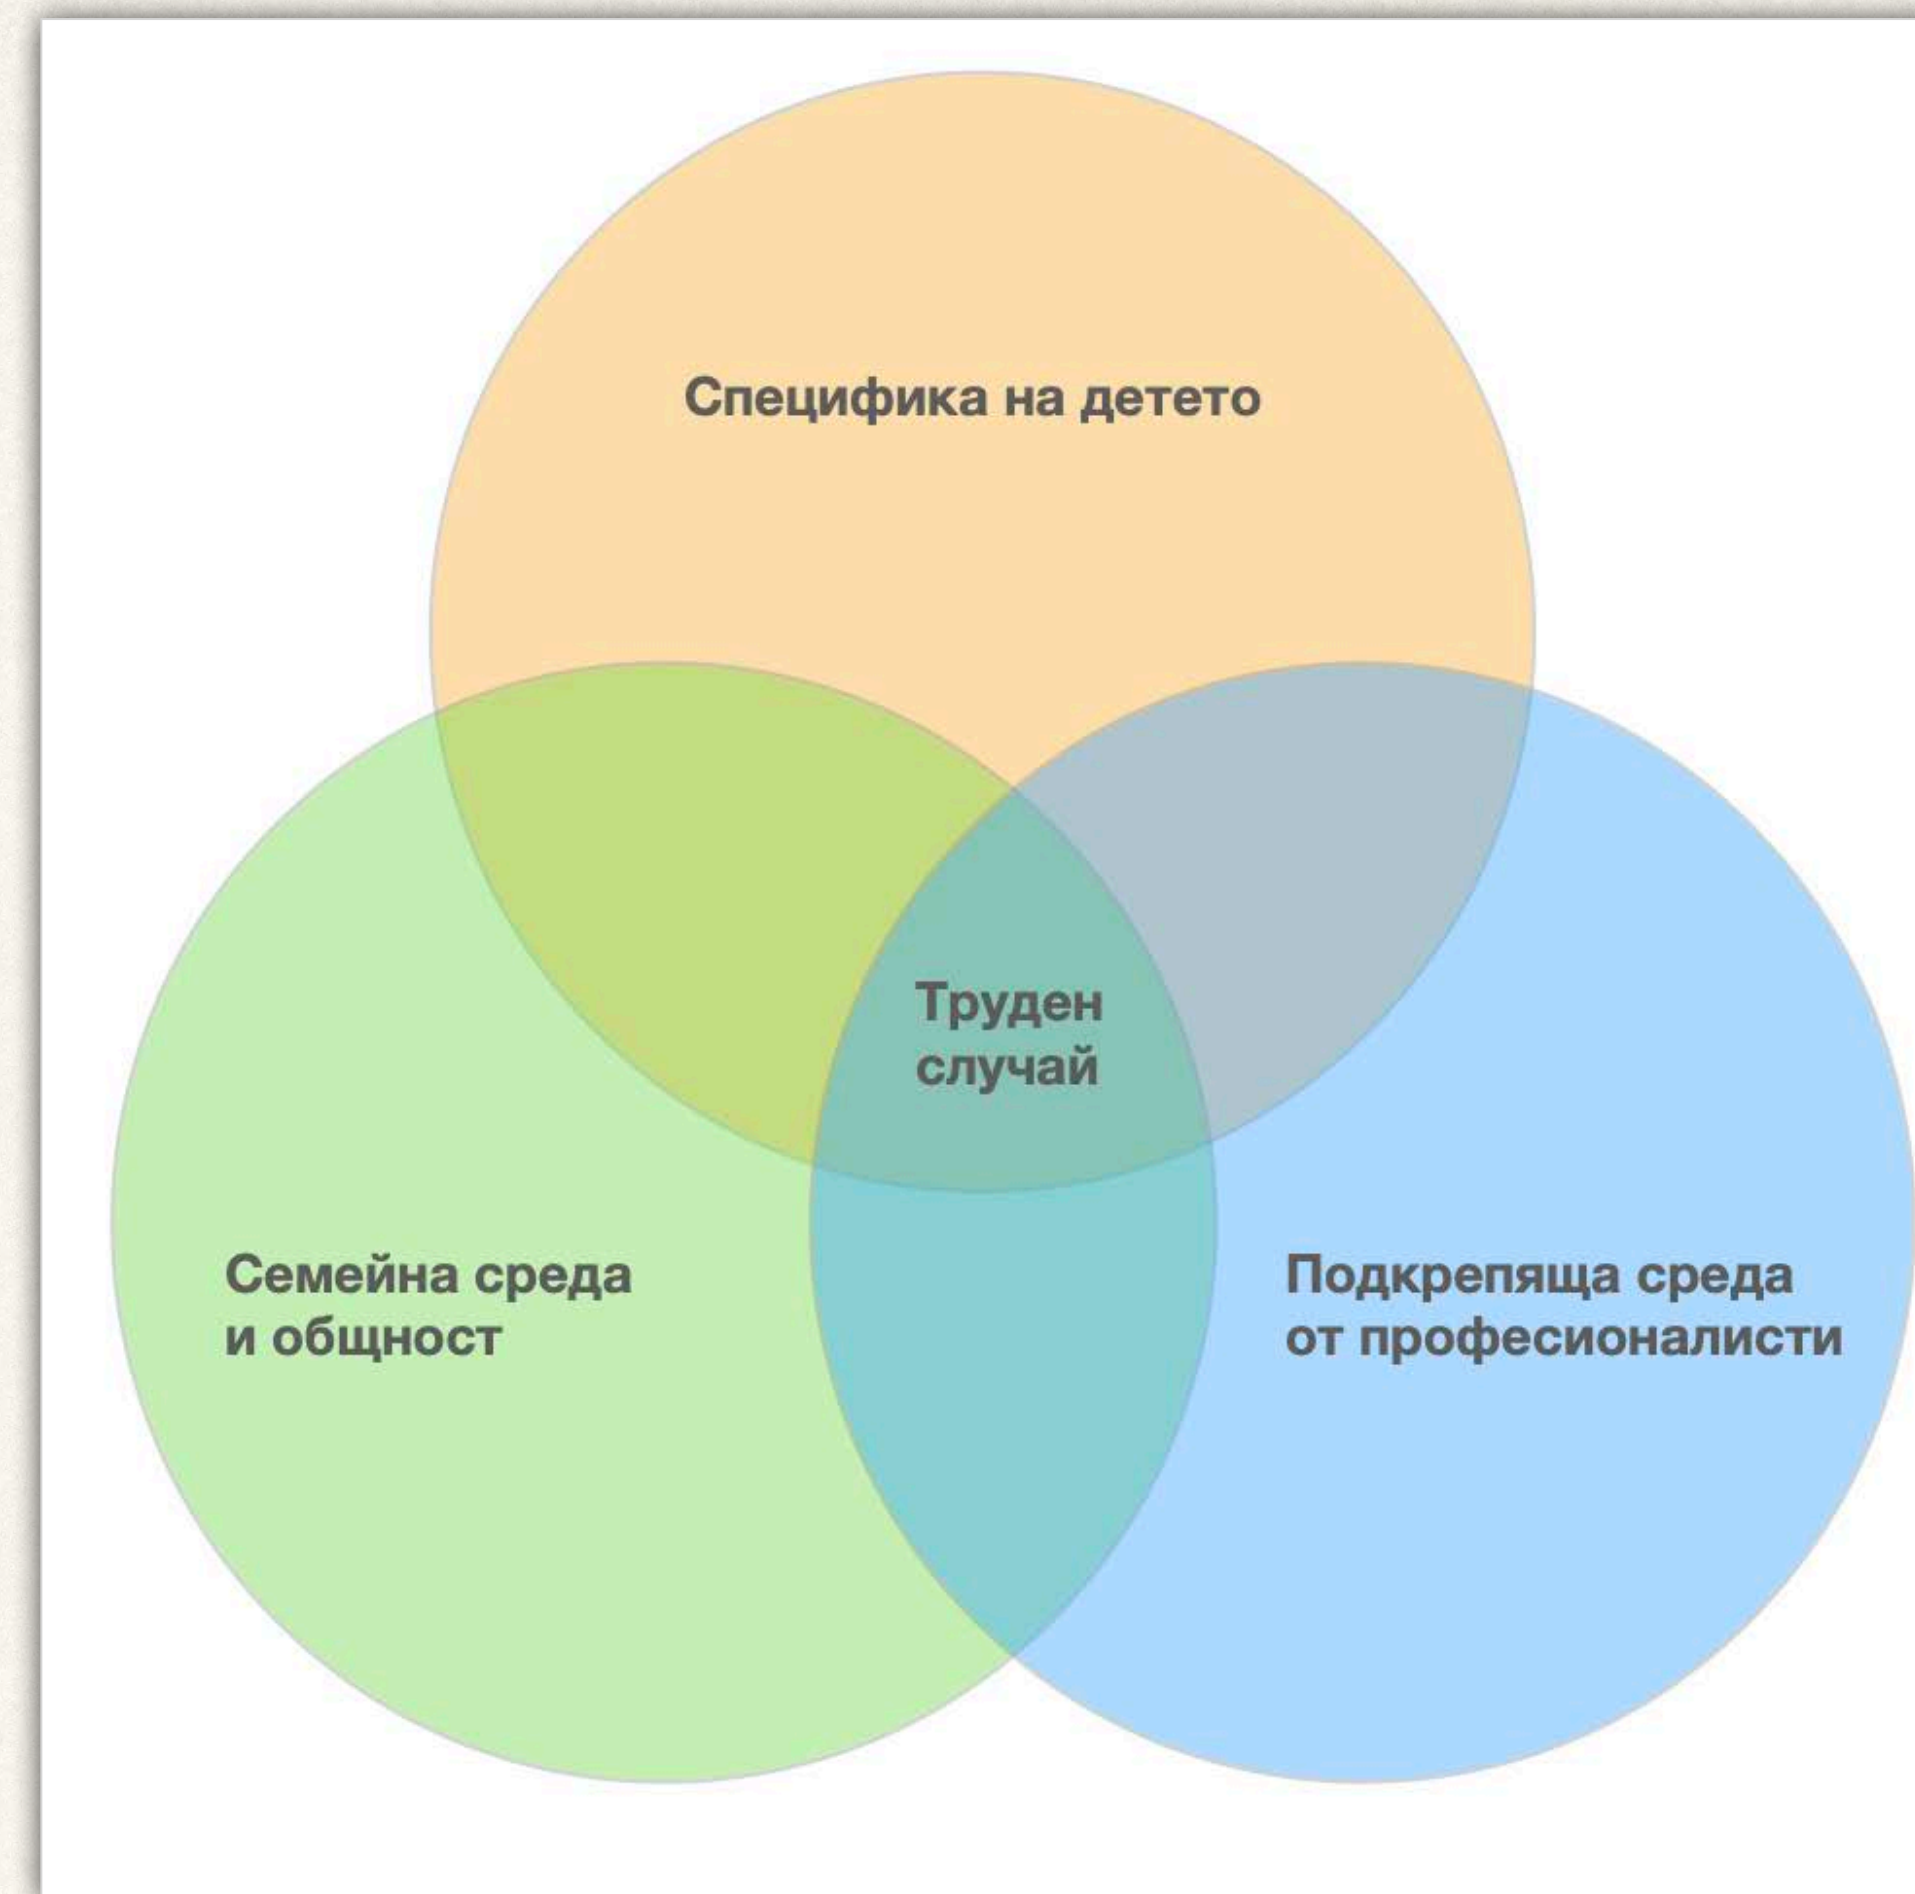 Специфика на детето
Труден
случай
Семейна среда
и общност
Подкрепяща среда
от професионалисти